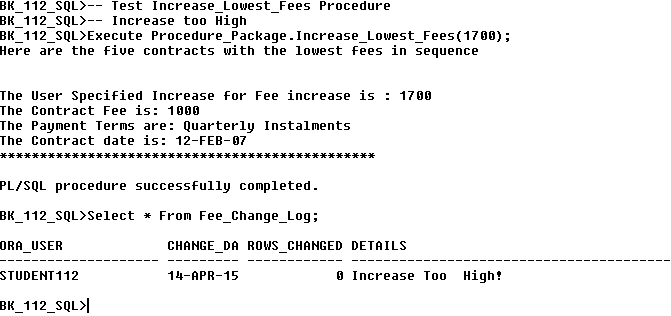 BK_112_SQL>-- Test Increase_Lowest_Fees Procedure
BK_112_SQL>-- Increase too High
BK_112_SQL>Execute Procedure_Package.Increase_Lowest_Fees(1700);
Here are the five contracts with the lowest fees in sequence
The User Specified Increase for Fee increase is : 1700
The Contract Fee is: 1000
The Payment Terms are: Quarterly Instalments
The Contract date is: 12-FEB-07
***********************************************
PL/SQL procedure successfully completed.
BK_112_SQL>Select * From Fee_Change_Log;
ORA_USER             CHANGE_DA ROWS_CHANGED DETAILS
-------------------- --------- ------------ ----------------------------------------
STUDENT112           14-APR-15            0 Increase Too  High!
BK_112_SQL>